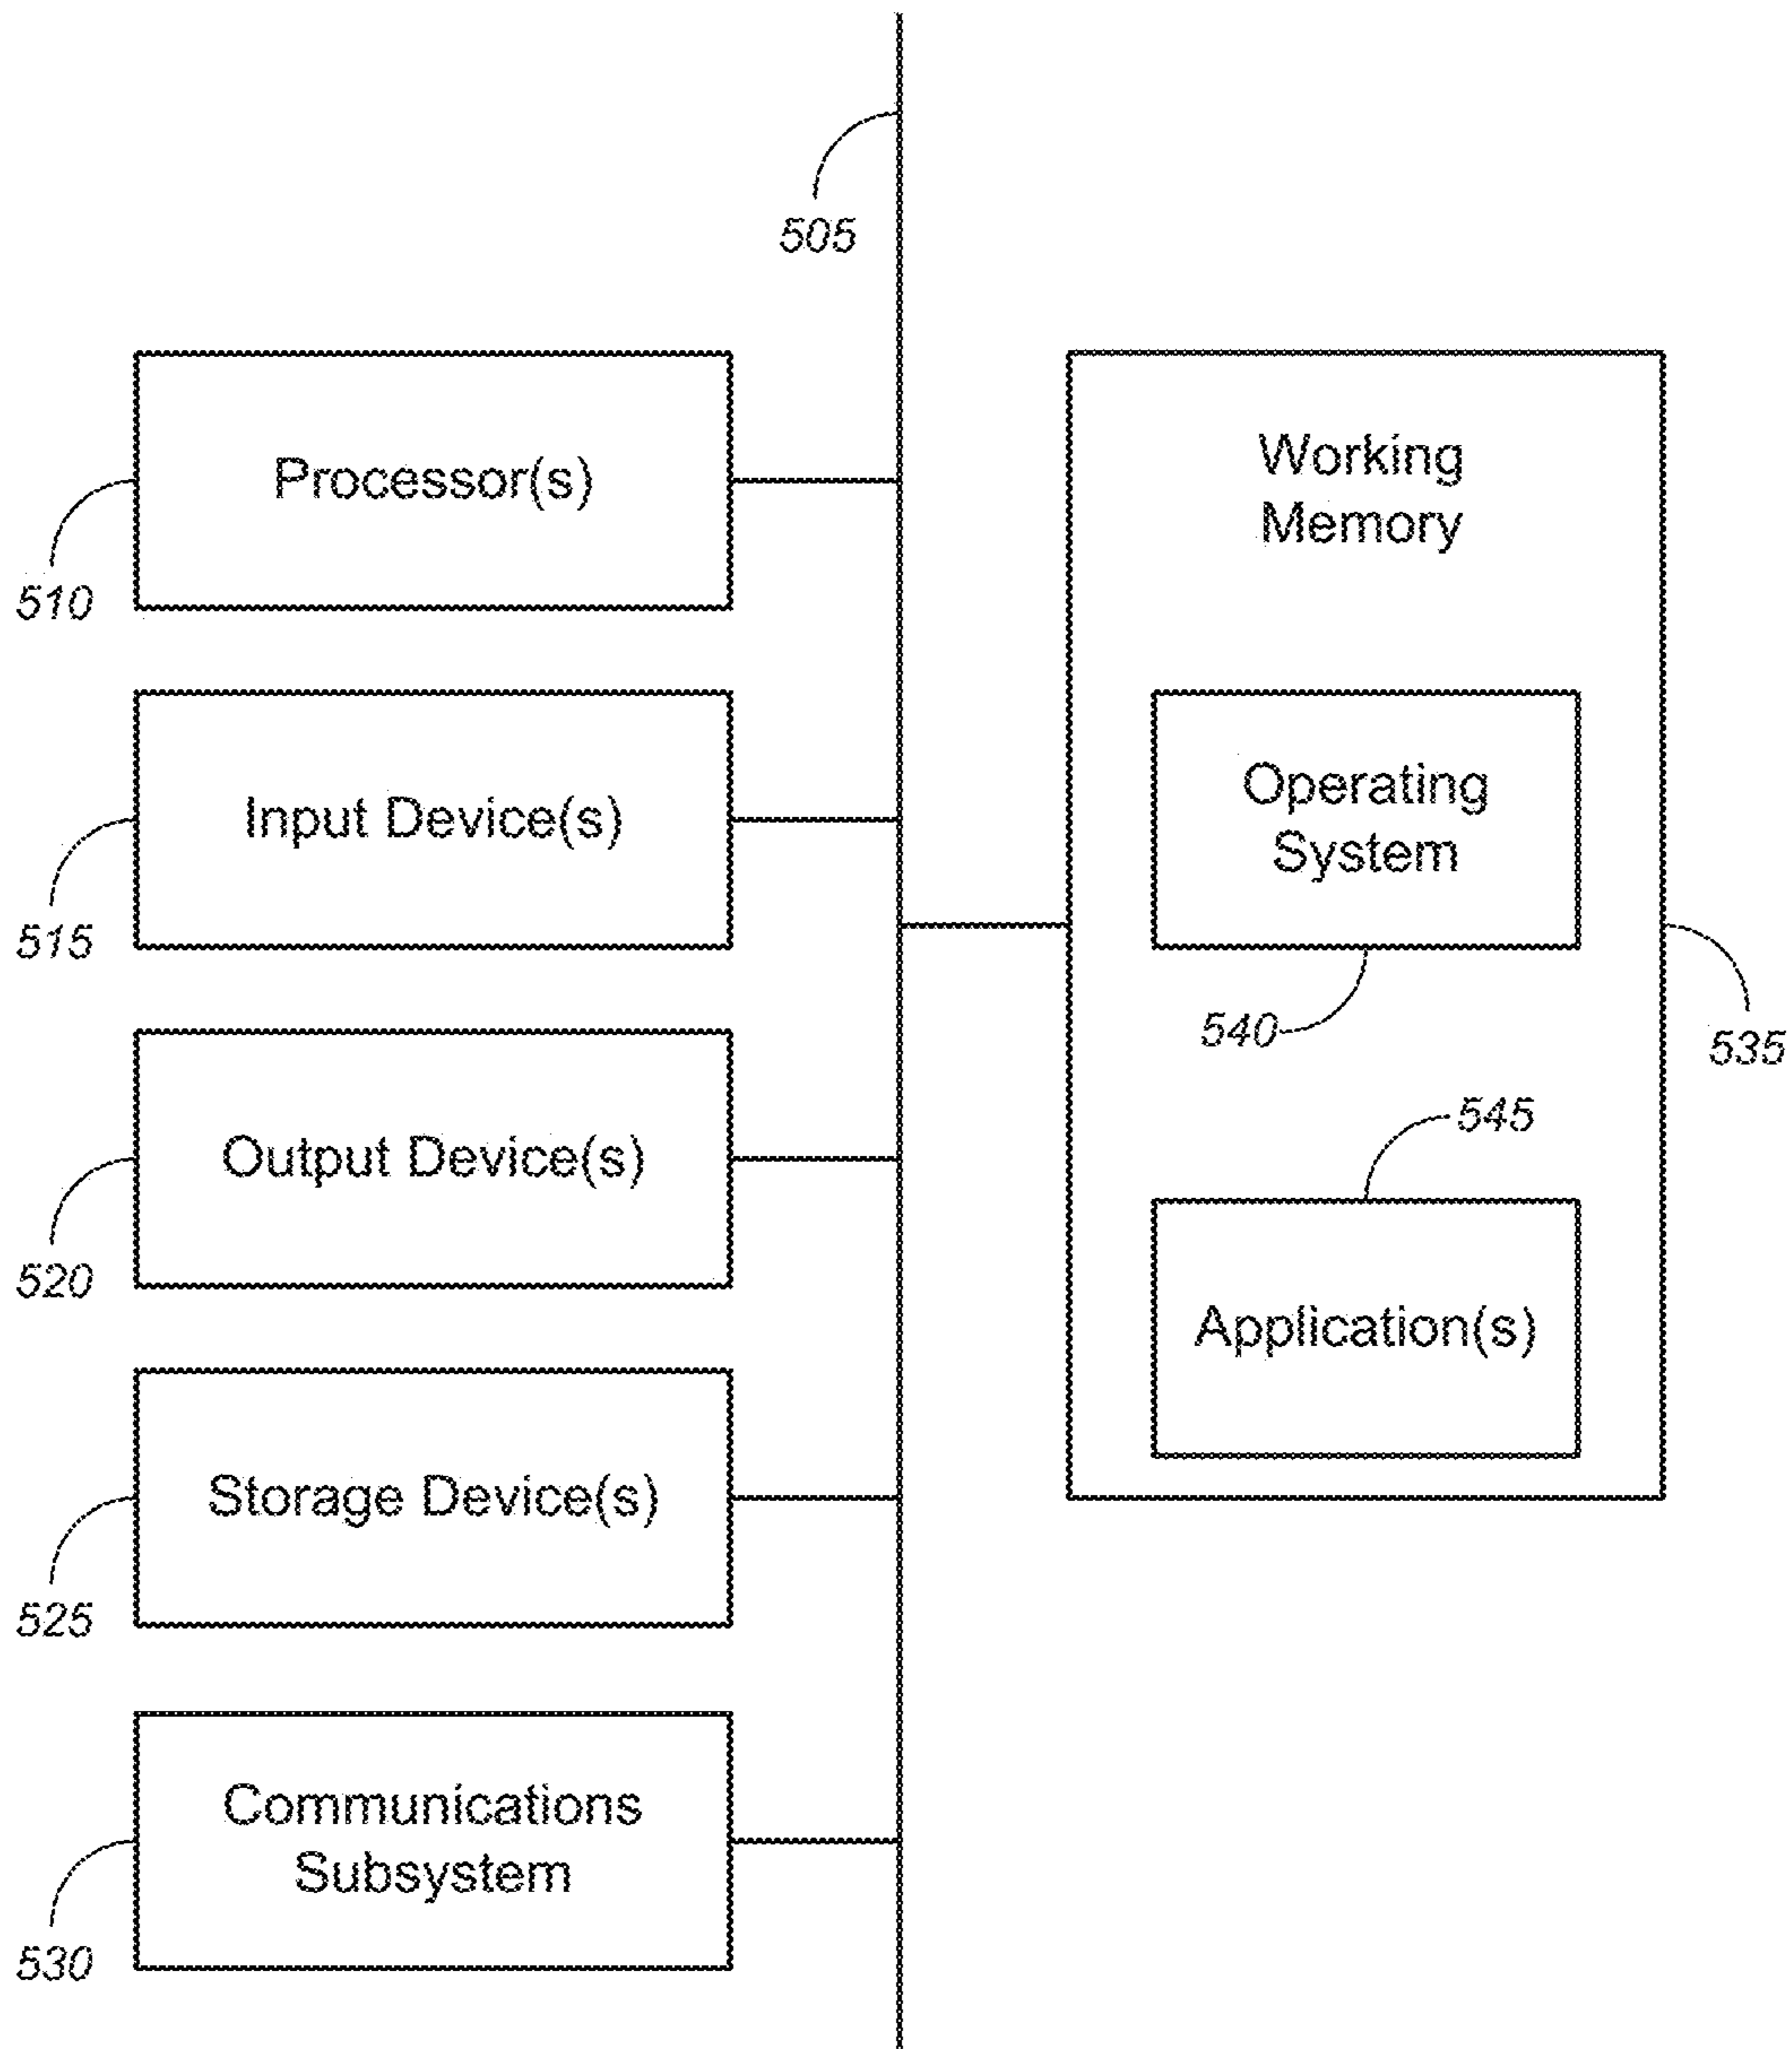 505
Processor(s)
510
Working
Memory
Input Device(s)
515
Operating
System
540
535
Output Device(s)
520
545
Application(s)
Storage Device(s)
525
Communications
Subsystem
530